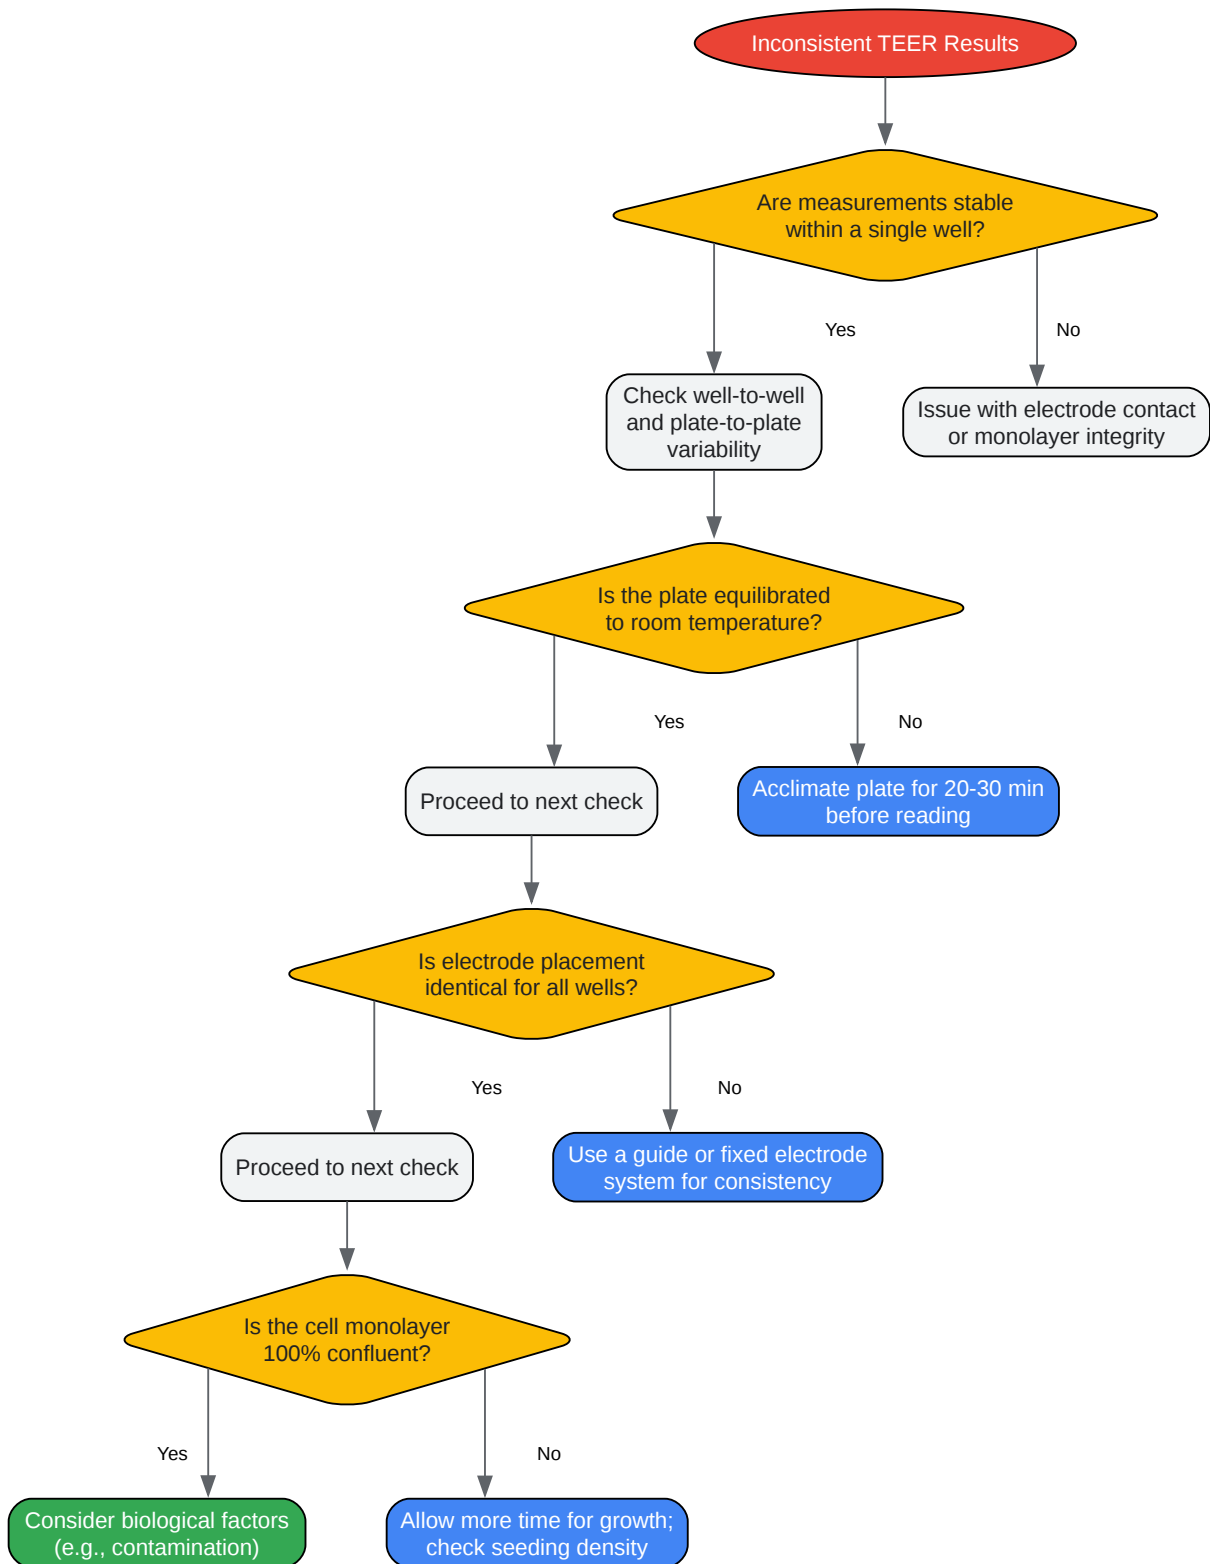 Inconsistent TEER Results
Are measurements stable
within a single well?
Yes
No
Check well-to-well
and plate-to-plate
variability
Issue with electrode contact
or monolayer integrity
Is the plate equilibrated
to room temperature?
Yes
No
Proceed to next check
Acclimate plate for 20-30 min
before reading
Is electrode placement
identical for all wells?
Yes
No
Proceed to next check
Use a guide or fixed electrode
system for consistency
Is the cell monolayer
100% confluent?
Yes
No
Consider biological factors
(e.g., contamination)
Allow more time for growth;
check seeding density